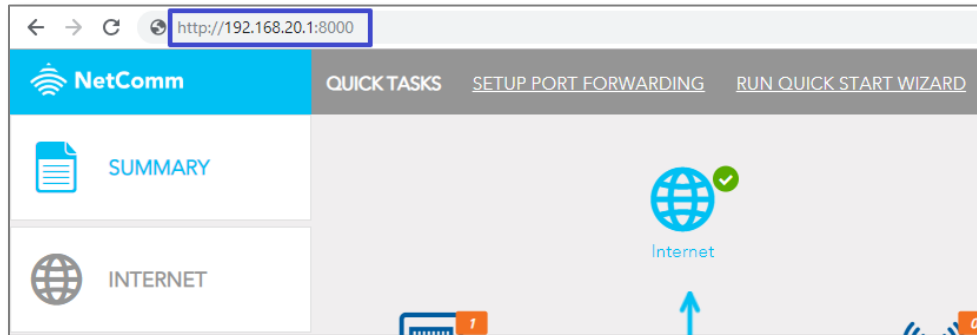 http://192.168.20.1:8000
NetComm
QUICK TASKS SETUP PORT FORWARDING RUN QUICK START WIZARD
SUMMARY
Internet
INTERNET
1